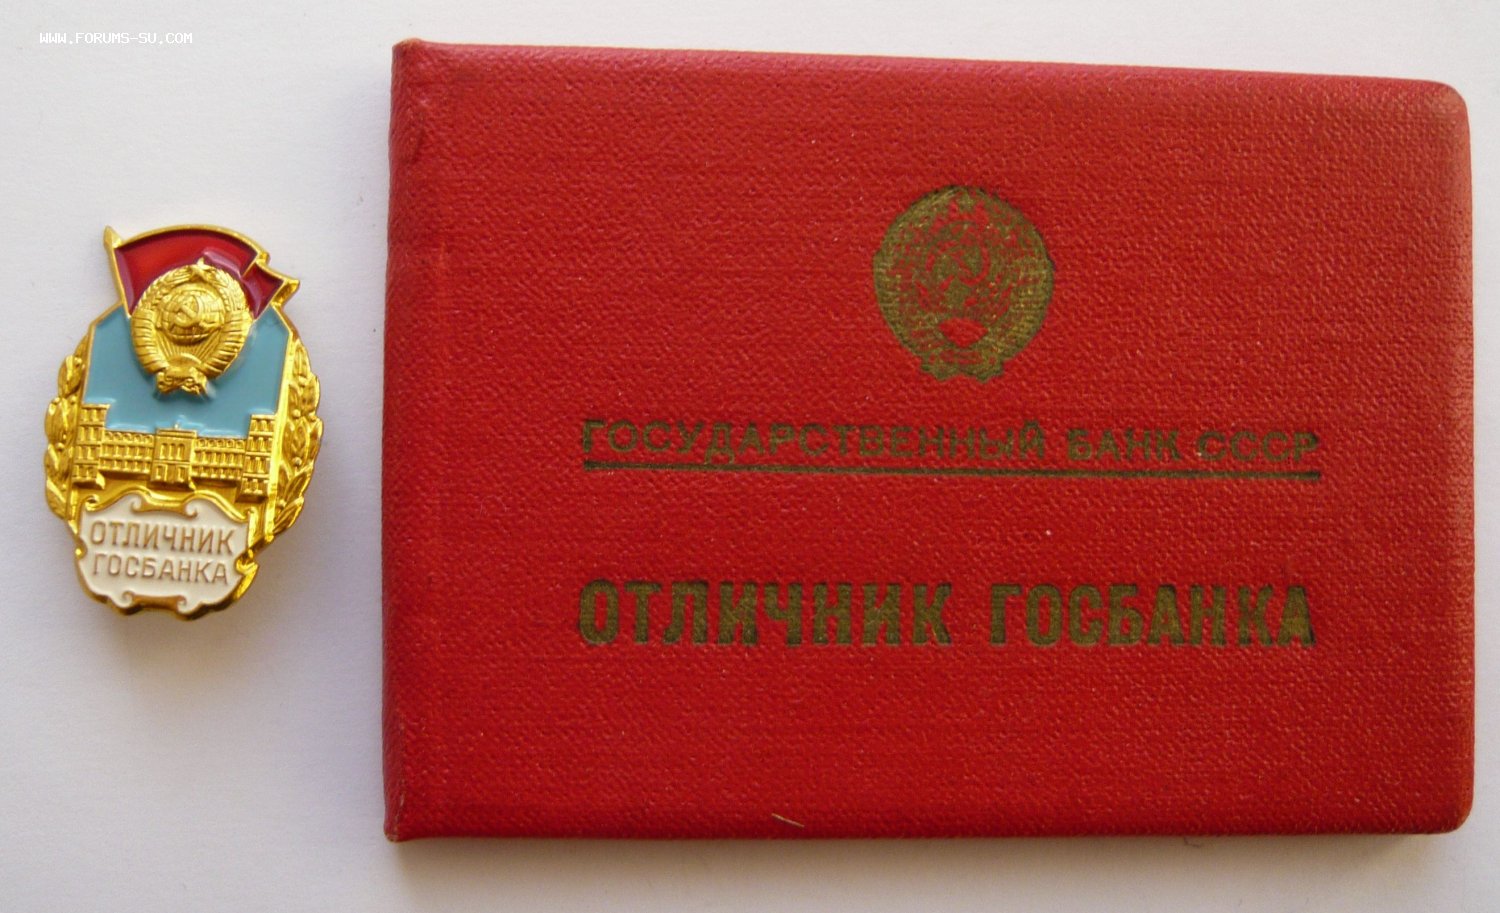 WWW.FORUMS-SU.COM
ОТЛИЧНИК
ГОСБАНКА
ГОСУДАРСТВЕННЫЙ БАНК СССР
ОТЛИЧНИК ГОСБАНКА